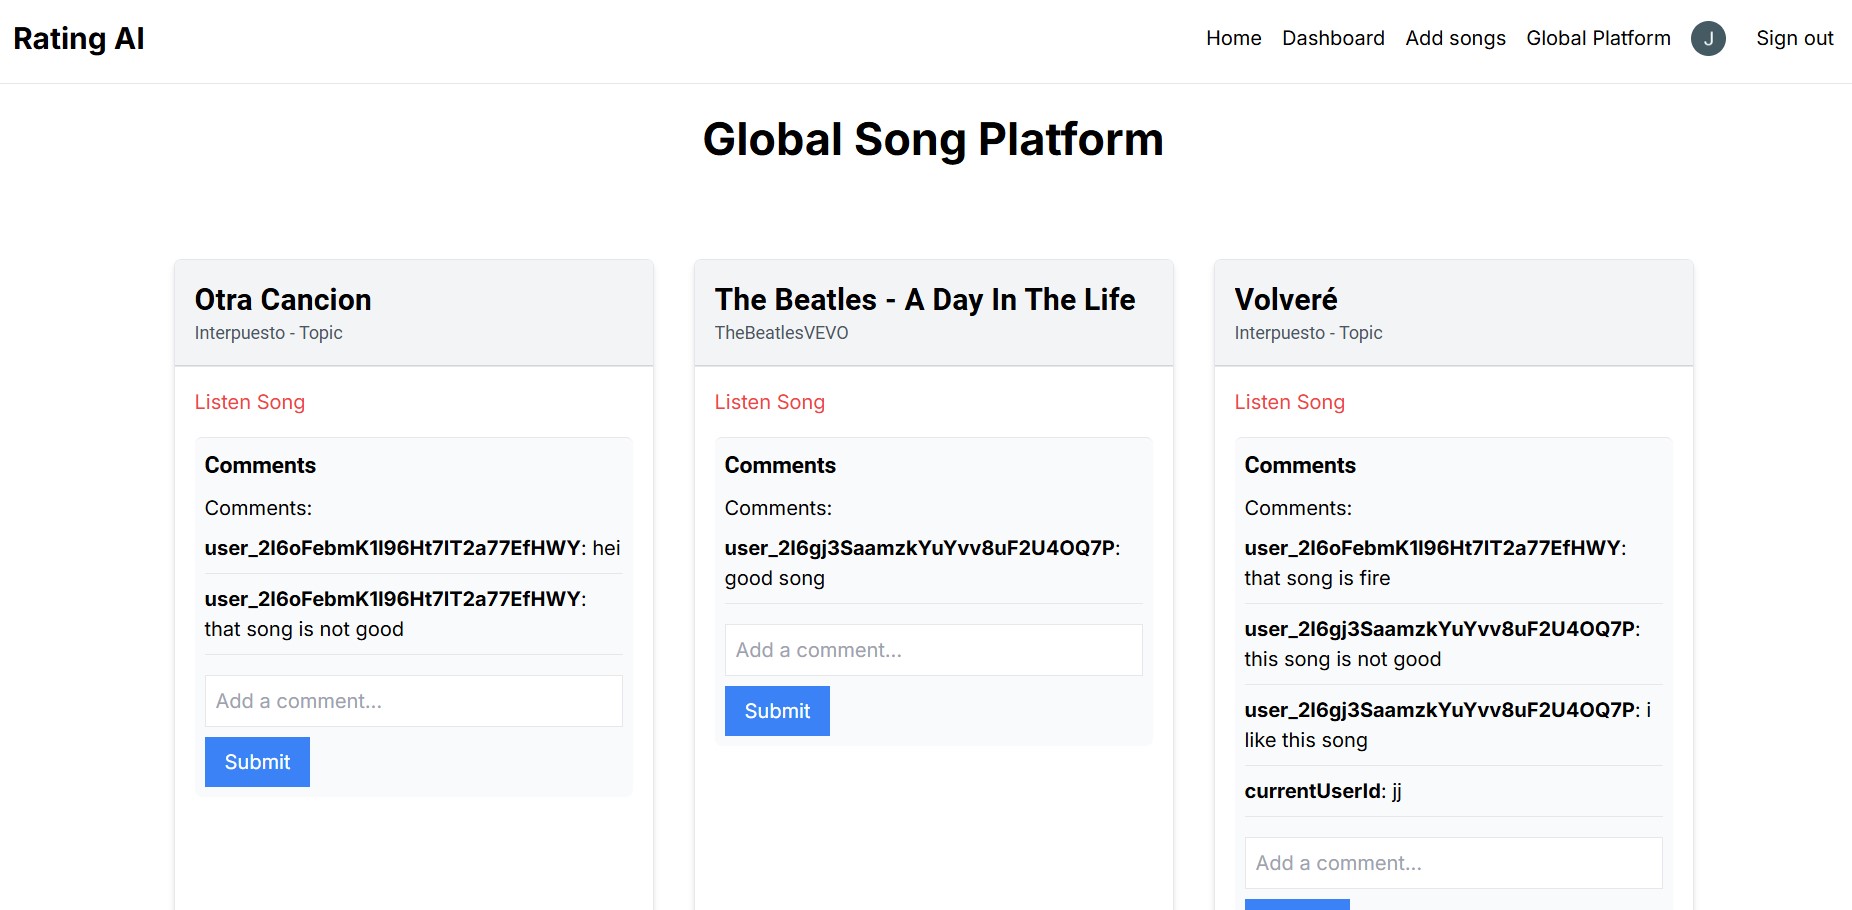 Rating AI
Home Dashboard Add songs Global Platform J Sign out
Global Song Platform
Otra Cancion
Interpuesto - Topic
Listen Song
Comments
Comments:
user_2l6oFebmK1l96Ht7lT2a77EfHWY: hei
user_2l6oFebmK1l96Ht7lT2a77EfHWY:
that song is not good
Add a comment...
Submit
The Beatles - A Day In The Life
TheBeatlesVEVO
Listen Song
Comments
Comments:
user_2l6gj3SaamzkYuYvv8uF2U4OQ7P:
good song
Add a comment...
Submit
Volveré
Interpuesto - Topic
Listen Song
Comments
Comments:
user_2l6oFebmK1l96Ht7lT2a77EfHWY:
that song is fire
user_2l6gj3SaamzkYuYvv8uF2U4OQ7P:
this song is not good
user_2l6gj3SaamzkYuYvv8uF2U4OQ7P: i
like this song
currentUserId: jj
Add a comment...